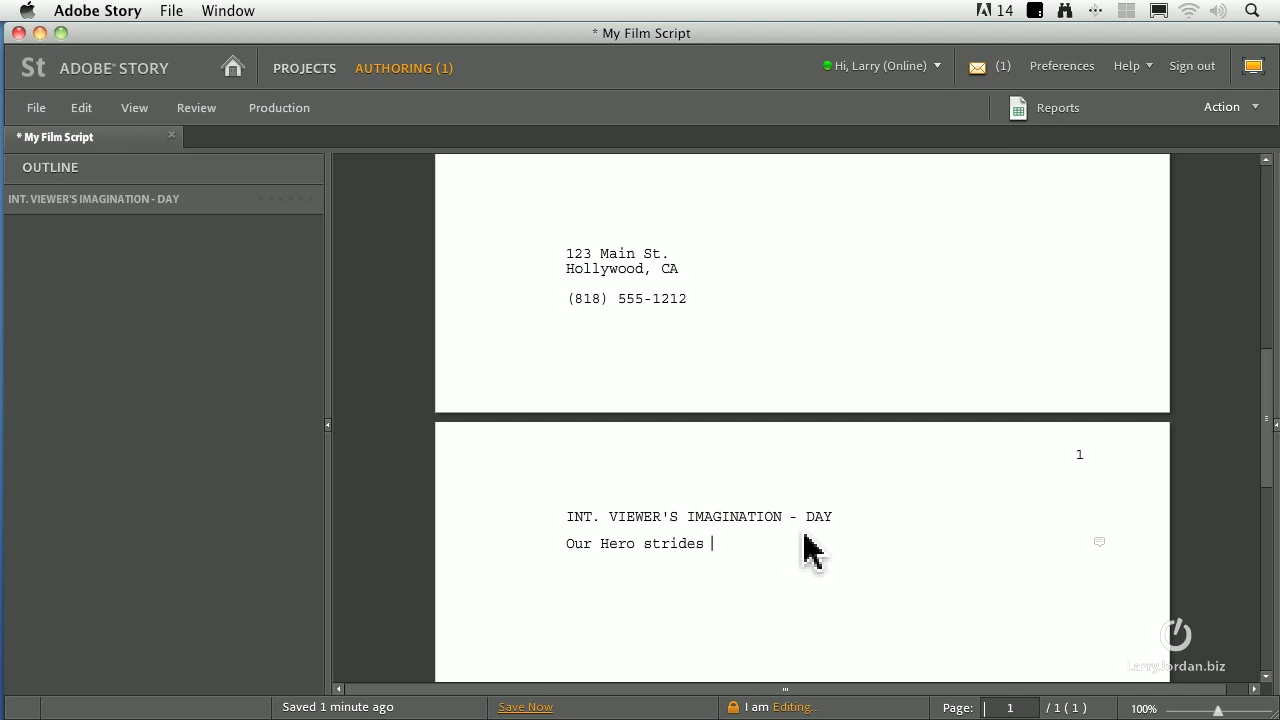 Adobe Story File Window 14
* My Film Script
St ADOBE® STORY PROJECTS AUTHORING (1) Hi, Larry (Online) (1) Preferences Help Sign out
File Edit View Review Production Reports Action
* My Film Script
OUTLINE
INT. VIEWER'S IMAGINATION - DAY
123 Main St.
Hollywood, CA
(818) 555-1212
1
INT. VIEWER'S IMAGINATION - DAY
Our Hero strides
LarryJordan.biz
Saved 1 minute ago Save Now I am Editing... Page: 1 / 1 ( 1 ) 100%